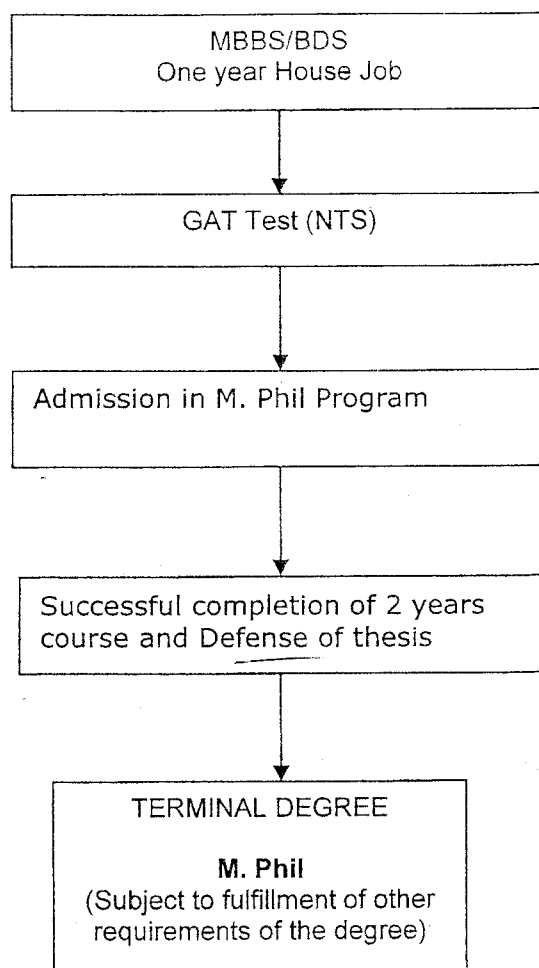 MBBS/BDS
One year House Job
GAT Test (NTS)
Admission in M. Phil Program
Successful completion of 2 years
course and Defense of thesis
TERMINAL DEGREE
M. Phil
(Subject to fulfillment of other
requirements of the degree)